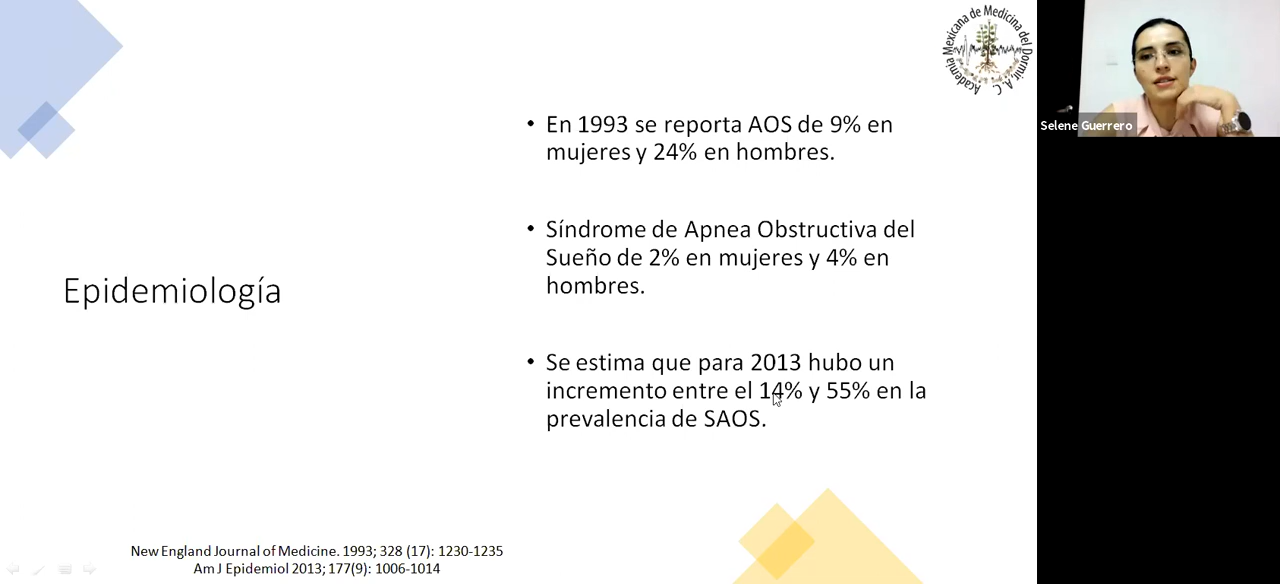 Academia Mexicana de Medicina del Dormir, A. C.
Selene Guerrero
Epidemiología
• En 1993 se reporta AOS de 9% en
mujeres y 24% en hombres.
• Síndrome de Apnea Obstructiva del
Sueño de 2% en mujeres y 4% en
hombres.
• Se estima que para 2013 hubo un
incremento entre el 14% y 55% en la
prevalencia de SAOS.
New England Journal of Medicine. 1993; 328 (17): 1230-1235
Am J Epidemiol 2013; 177(9): 1006-1014